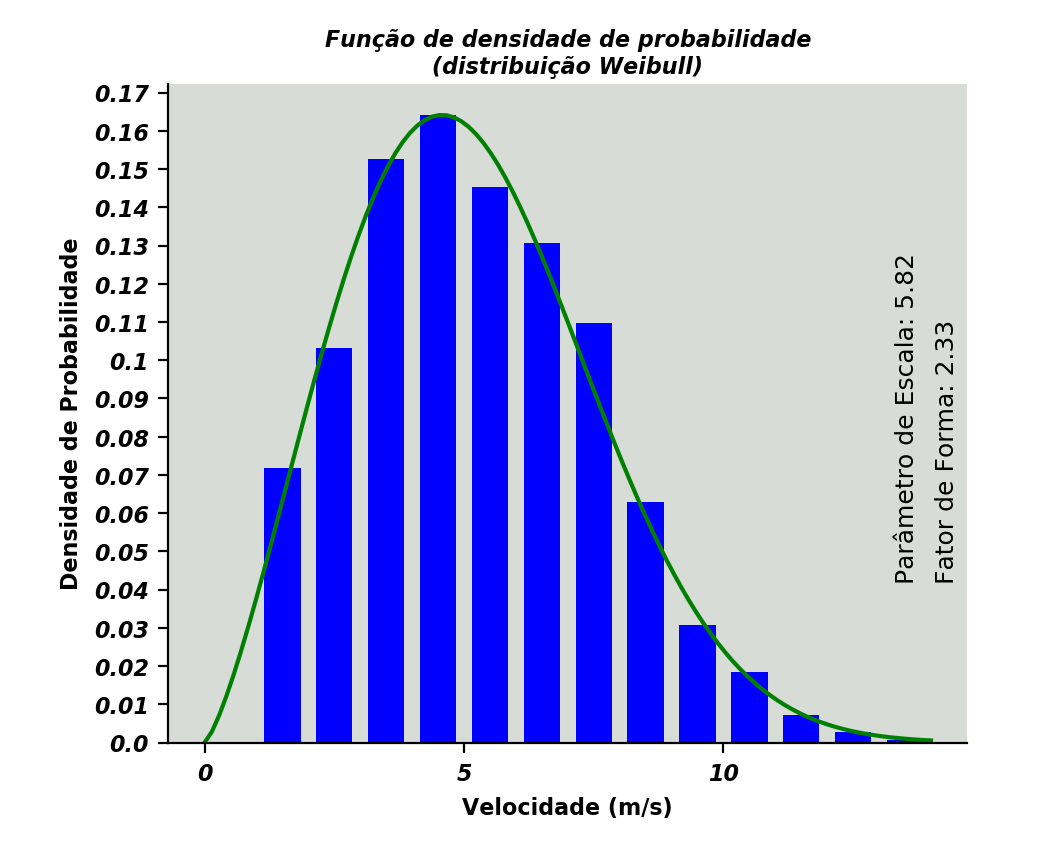 Função de densidade de probabilidade
(distribuição Weibull)
0.17
0.16
0.15
0.14
0.13
0.12
0.11
0.1
0.09
0.08
0.07
0.06
0.05
0.04
0.03
0.02
0.01
0.0
Densidade de Probabilidade
Parâmetro de Escala: 5.82
Fator de Forma: 2.33
0 5 10
Velocidade (m/s)